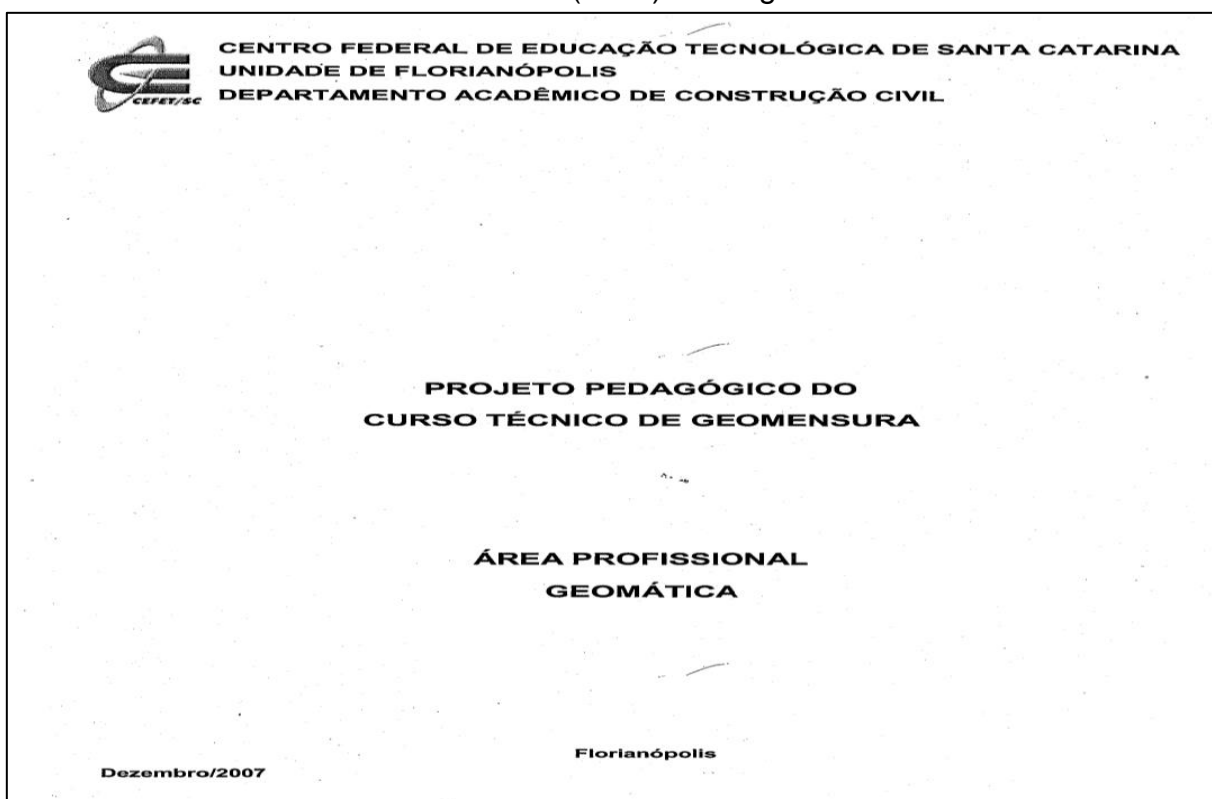 CENTRO FEDERAL DE EDUCAÇÃO TECNOLÓGICA DE SANTA CATARINA
UNIDADE DE FLORIANÓPOLIS
CEFET/SC
DEPARTAMENTO ACADÊMICO DE CONSTRUÇÃO CIVIL
PROJETO PEDAGÓGICO DO
CURSO TÉCNICO DE GEOMENSURA
ÁREA PROFISSIONAL
GEOMÁTICA
Florianópolis
Dezembro/2007